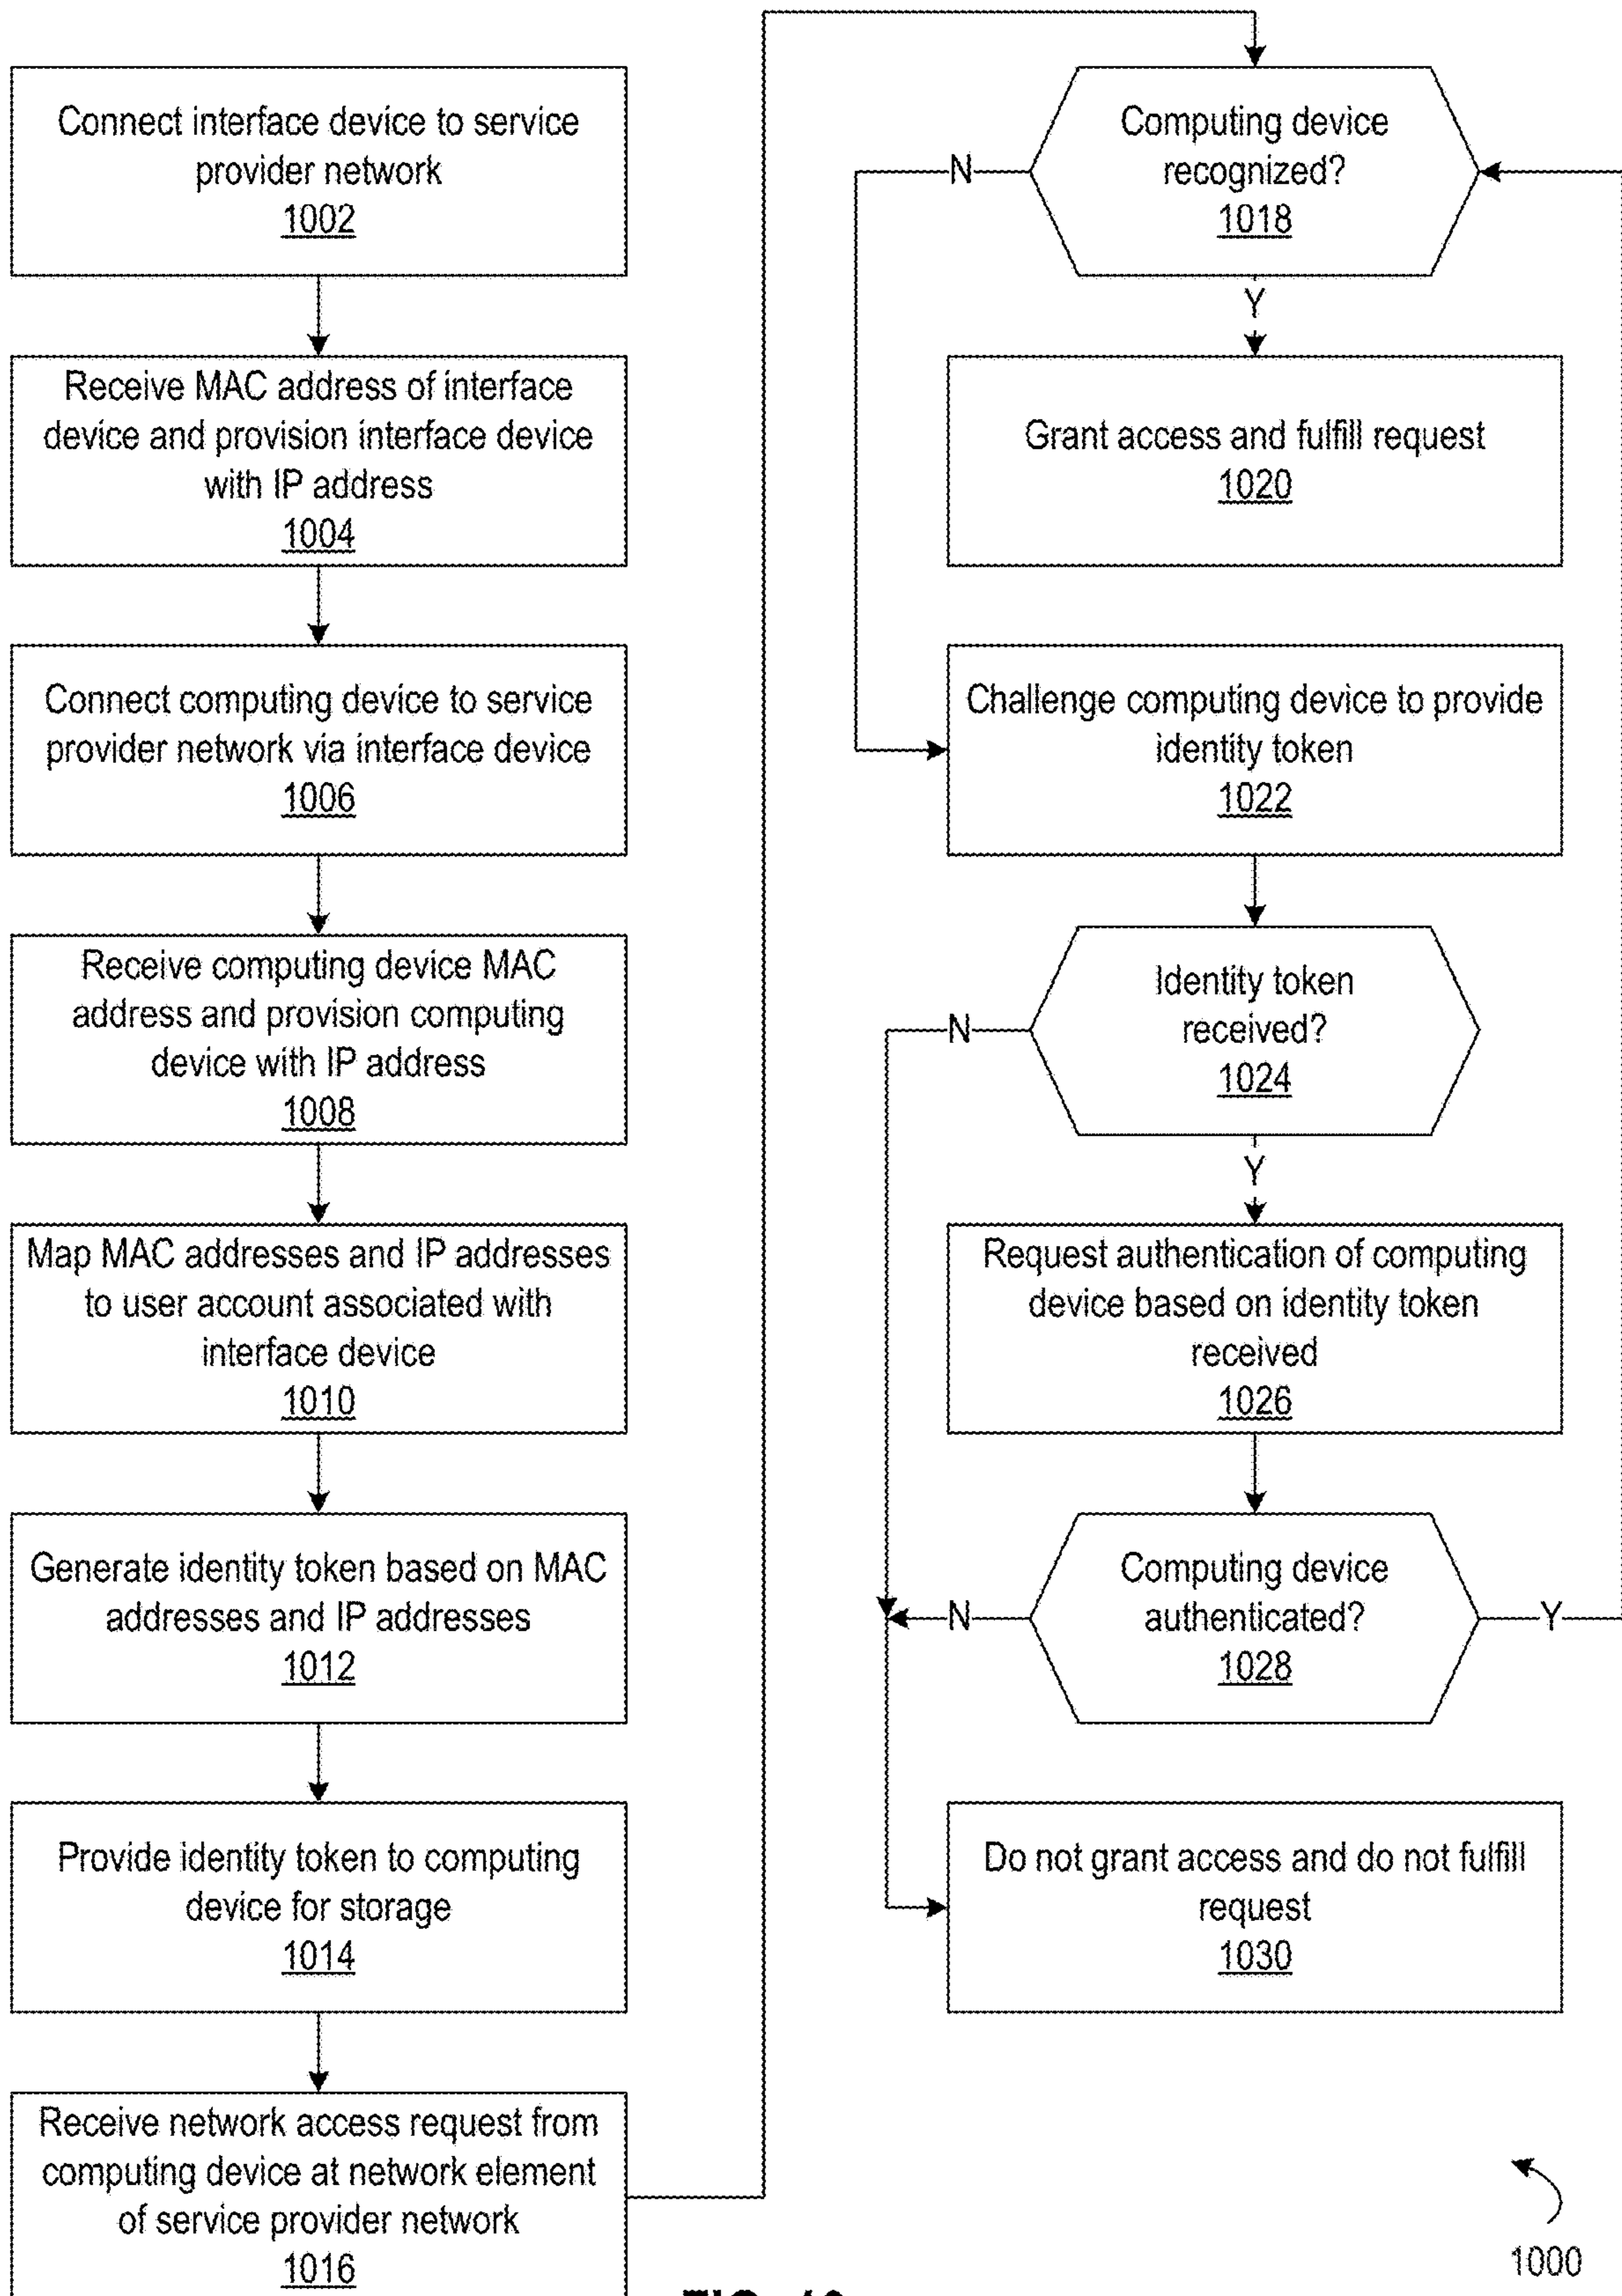 Connect interface device to service
provider network
1002
Receive MAC address of interface
device and provision interface device
with IP address
1004
Connect computing device to service
provider network via interface device
1006
Receive computing device MAC
address and provision computing
device with IP address
1008
Map MAC addresses and IP addresses
to user account associated with
interface device
1010
Generate identity token based on MAC
addresses and IP addresses
1012
Provide identity token to computing
device for storage
1014
Receive network access request from
computing device at network element
of service provider network
1016
Computing device
recognized?
1018
N
Y
Grant access and fulfill request
1020
Challenge computing device to provide
identity token
1022
Identity token
received?
1024
N
Y
Request authentication of computing
device based on identity token
received
1026
Computing device
authenticated?
1028
N
Y
Do not grant access and do not fulfill
request
1030
1000